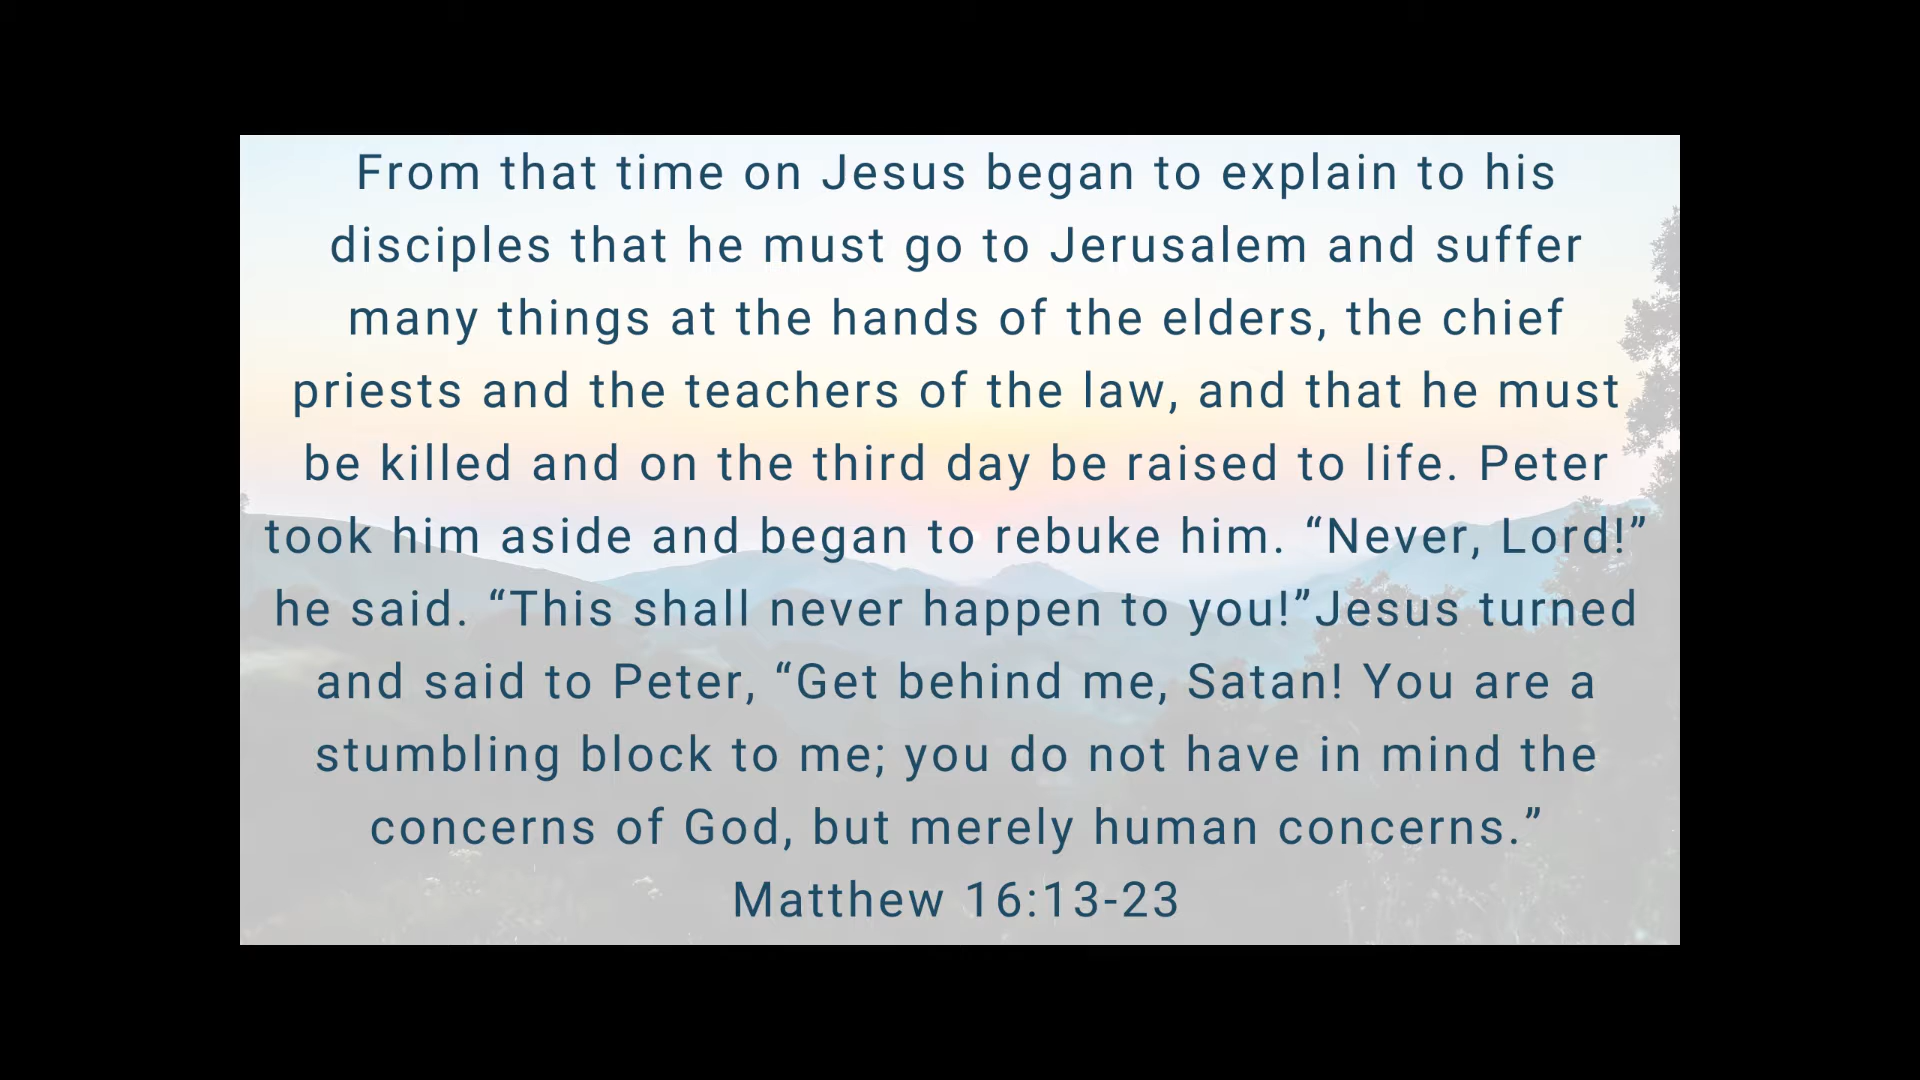 From that time on Jesus began to explain to his
disciples that he must go to Jerusalem and suffer
many things at the hands of the elders, the chief
priests and the teachers of the law, and that he must
be killed and on the third day be raised to life. Peter
took him aside and began to rebuke him. “Never, Lord!”
he said. “This shall never happen to you!”Jesus turned
and said to Peter, “Get behind me, Satan! You are a
stumbling block to me; you do not have in mind the
concerns of God, but merely human concerns.”
Matthew 16:13-23